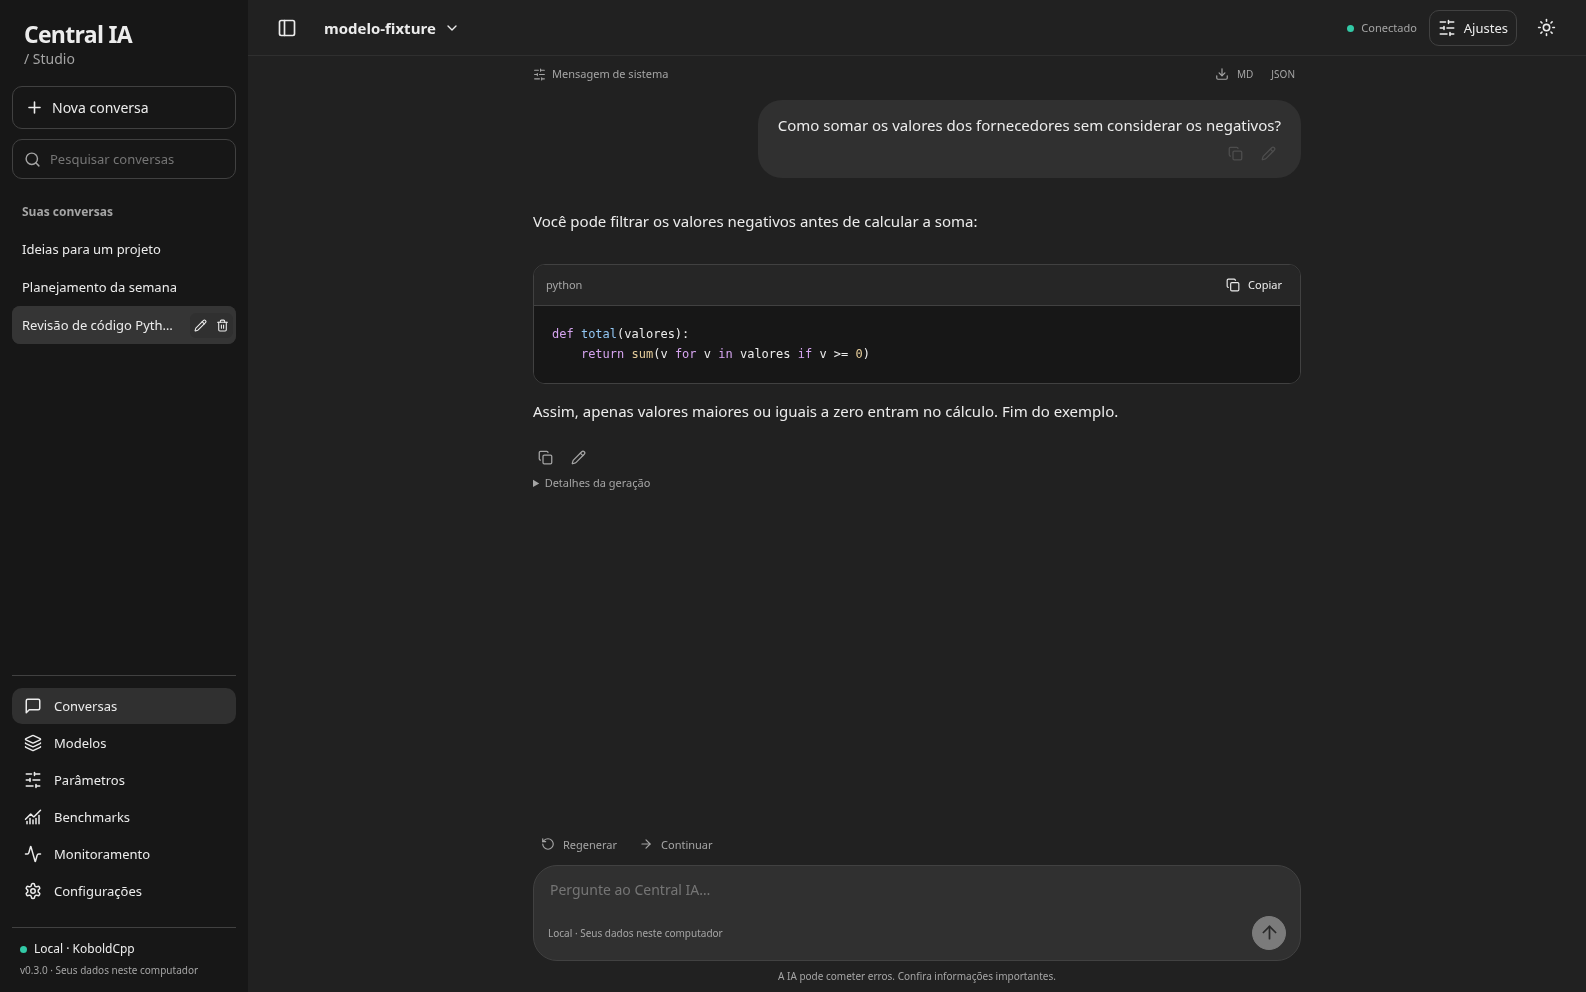 Central IA
/ Studio
Nova conversa
Pesquisar conversas
Suas conversas
Ideias para um projeto
Planejamento da semana
Revisão de código Pyth...
Conversas
Modelos
Parâmetros
Benchmarks
Monitoramento
Configurações
Local · KoboldCpp
v0.3.0 · Seus dados neste computador
modelo-fixture
Conectado
Ajustes
Mensagem de sistema
MD
JSON
Como somar os valores dos fornecedores sem considerar os negativos?
Você pode filtrar os valores negativos antes de calcular a soma:
python
Copiar
def total(valores):
    return sum(v for v in valores if v >= 0)
Assim, apenas valores maiores ou iguais a zero entram no cálculo. Fim do exemplo.
Detalhes da geração
Regenerar
Continuar
Pergunte ao Central IA...
Local · Seus dados neste computador
A IA pode cometer erros. Confira informações importantes.